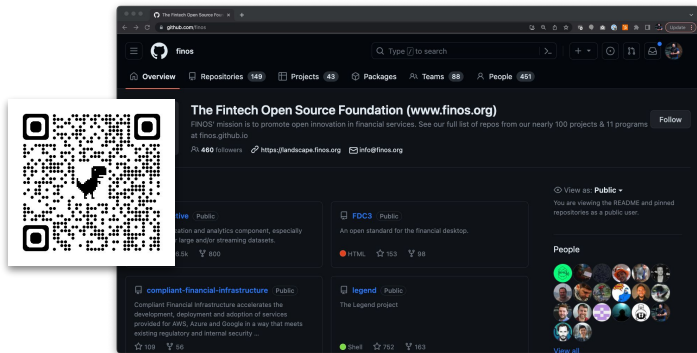 The Fintech Open Source Foun
github.com/finos
Update
finos
Type / to search
Overview
Repositories 149
Projects 43
Packages
Teams 88
People 451
The Fintech Open Source Foundation (www.finos.org)
FINOS' mission is to promote open innovation in financial services. See our full list of repos from our nearly 100 projects & 11 programs
at finos.github.io
Follow
460 followers https://landscape.finos.org info@finos.org
View as: Public
You are viewing the README and pinned
repositories as a public user.
tive Public
cation and analytics component, especially
r large and/or streaming datasets.
800
FDC3 Public
An open standard for the financial desktop.
HTML 153 98
compliant-financial-infrastructure Public
Compliant Financial Infrastructure accelerates the
development, deployment and adoption of services
provided for AWS, Azure and Google in a way that meets
existing regulatory and internal security ...
109 56
legend Public
The Legend project
Shell 752 163
People
View all